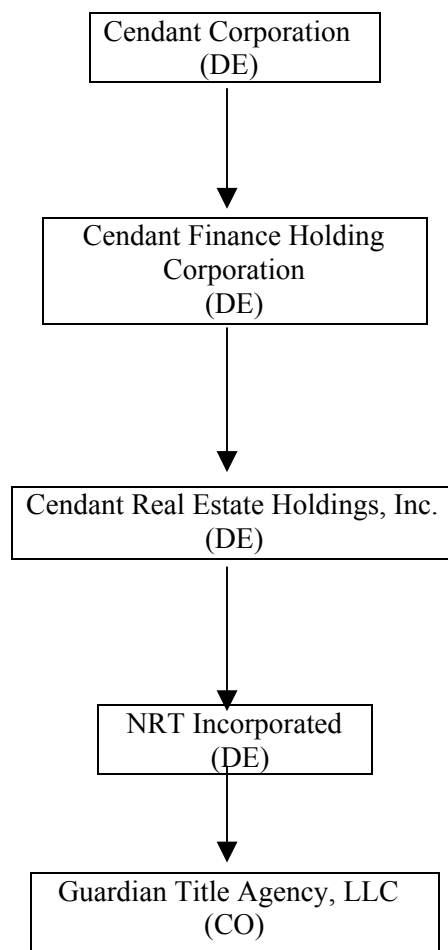 Cendant Corporation
(DE)
Cendant Finance Holding
Corporation
(DE)
Cendant Real Estate Holdings, Inc.
(DE)
NRT Incorporated
(DE)
Guardian Title Agency, LLC
(CO)